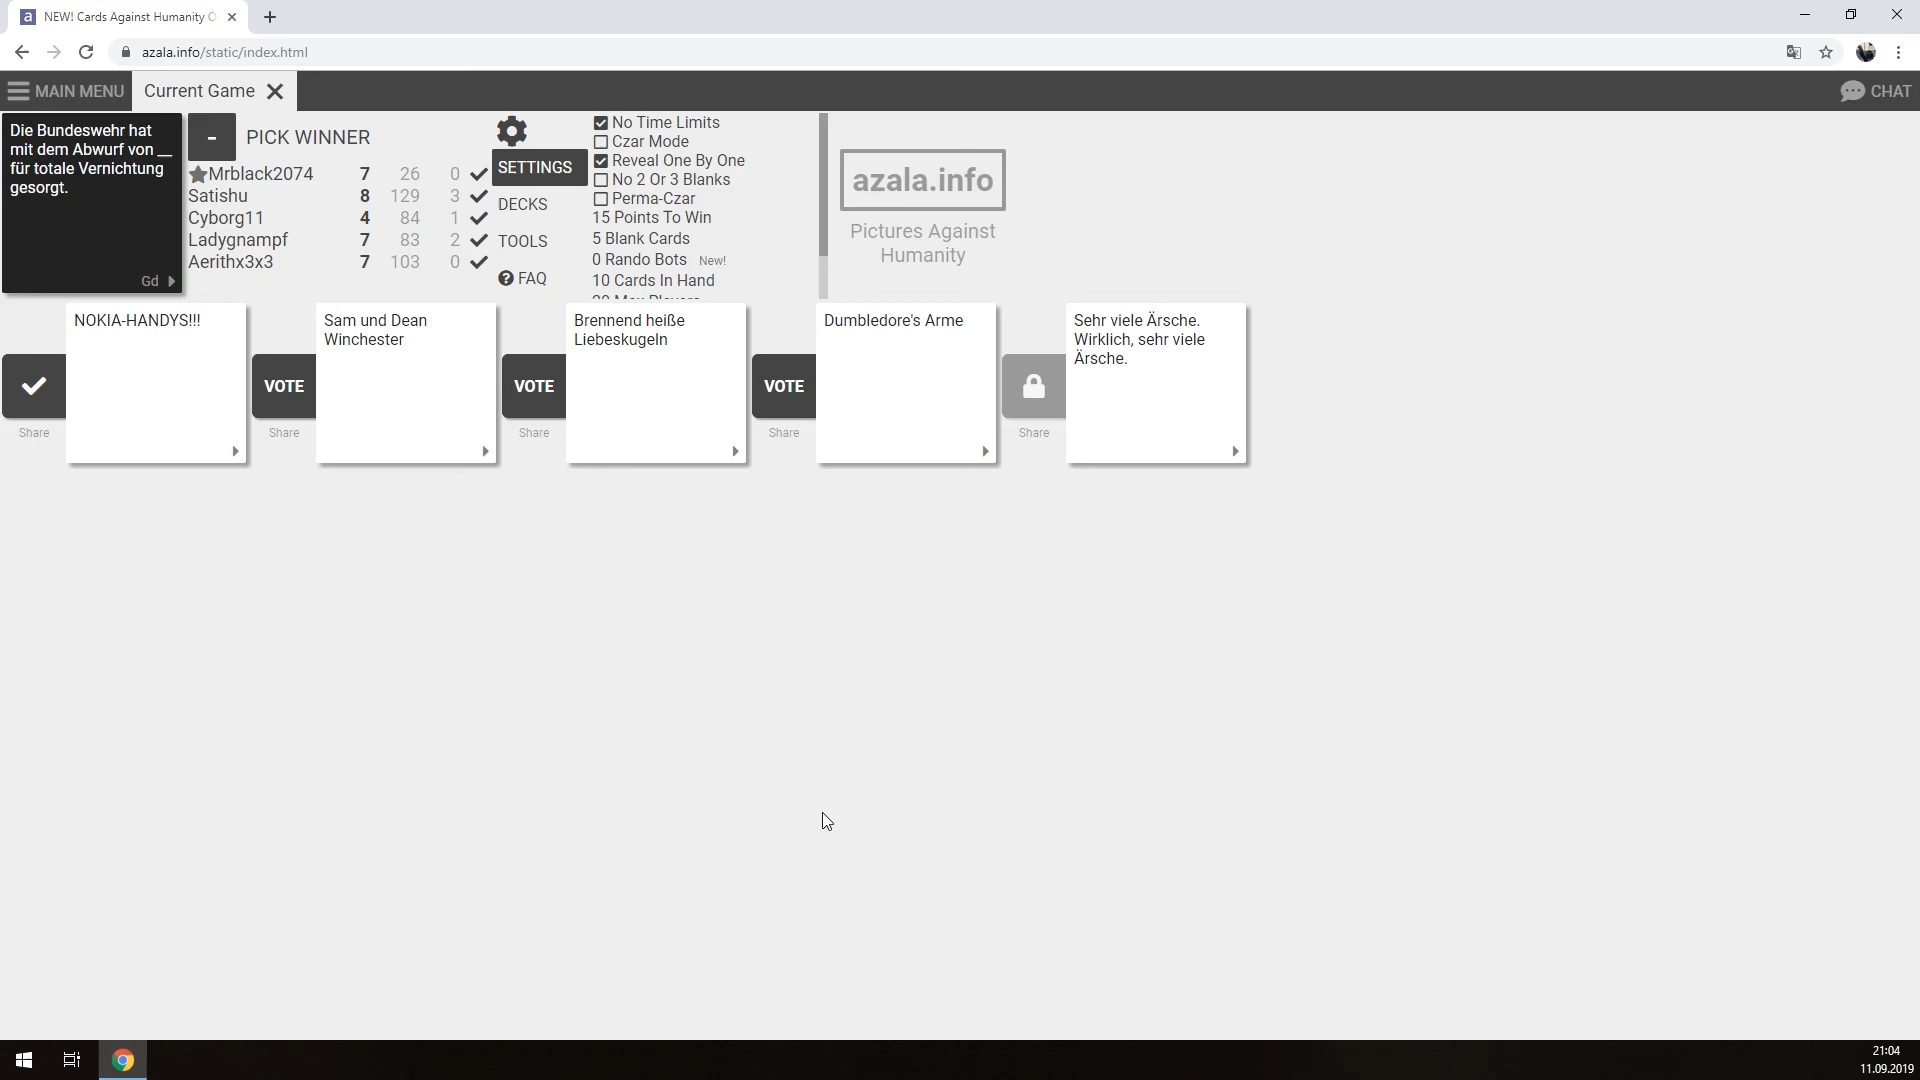 NEW! Cards Against Humanity O
azala.info/static/index.html
MAIN MENU
Current Game
CHAT
Die Bundeswehr hat
mit dem Abwurf von __
für totale Vernichtung
gesorgt.
Gd
-
PICK WINNER
Mrblack2074 7 26 0
Satishu 8 129 3
Cyborg11 4 84 1
Ladygnampf 7 83 2
Aerithx3x3 7 103 0
SETTINGS
DECKS
TOOLS
FAQ
No Time Limits
Czar Mode
Reveal One By One
No 2 Or 3 Blanks
Perma-Czar
15 Points To Win
5 Blank Cards
0 Rando Bots New!
10 Cards In Hand
20 Max Players
azala.info
Pictures Against
Humanity
Share
NOKIA-HANDYS!!!
VOTE
Share
Sam und Dean
Winchester
VOTE
Share
Brennend heiße
Liebeskugeln
VOTE
Share
Dumbledore's Arme
Share
Sehr viele Ärsche.
Wirklich, sehr viele
Ärsche.
21:04
11.09.2019